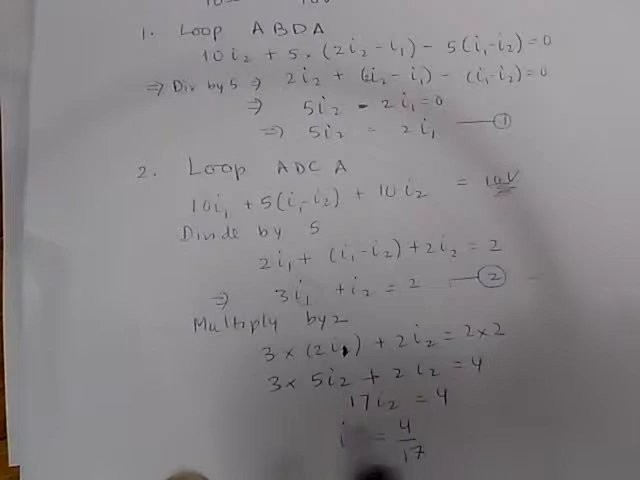 1. Loop ABDA
10i₂ + 5 × (2i₂ - i₁) - 5(i₁-i₂) = 0
⇒ Div by 5 ⇒ 2i₂ + (2i₂ - i₁) - (i₁-i₂) = 0
⇒ 5i₂ - 2i₁ = 0
⇒ 5i₂ = 2i₁ —①
2. Loop ADCA
10i₁ + 5(i₁-i₂) + 10i₂ = 10V
Divide by 5
2i₁ + (i₁-i₂) + 2i₂ = 2
⇒ 3i₁ + i₂ = 2 —②
Multiply by 2
3 × (2i₁) + 2i₂ = 2×2
3× 5i₂ + 2i₂ = 4
17i₂ = 4
i = 4/17